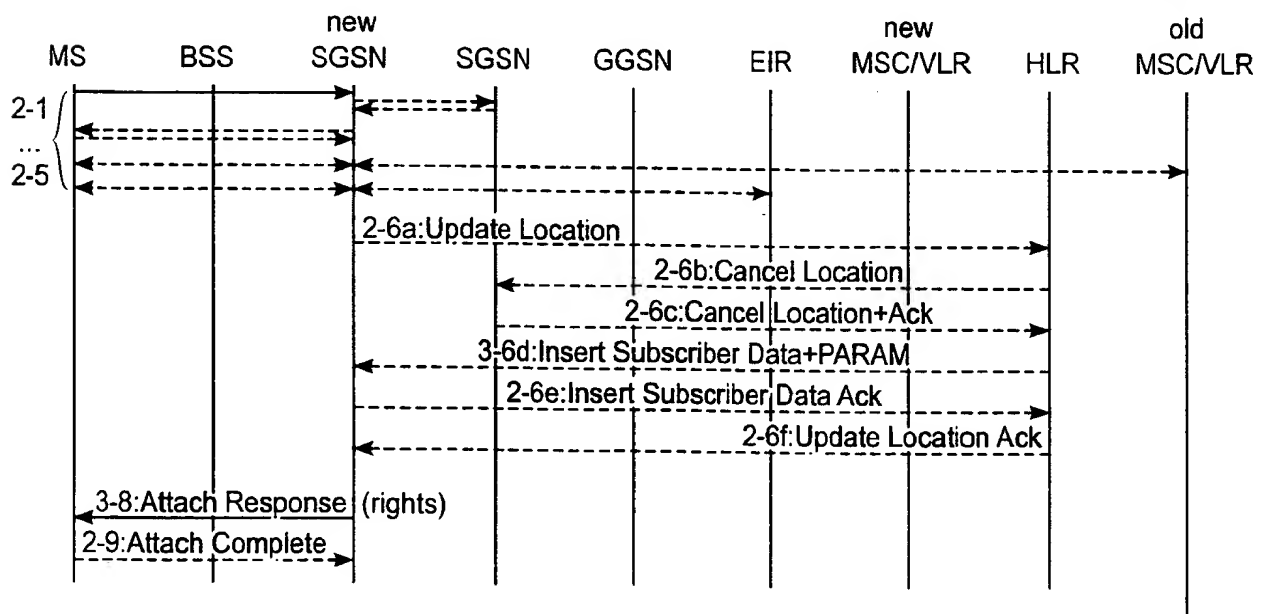 new
new
old
MS BSS SGSN SGSN GGSN EIR MSC/VLR HLR MSC/VLR
2-1
...
2-5
2-6a:Update Location
2-6b:Cancel Location
2-6c:Cancel Location+Ack
3-6d:Insert Subscriber Data+PARAM
2-6e:Insert Subscriber Data Ack
2-6f:Update Location Ack
3-8:Attach Response (rights)
2-9:Attach Complete